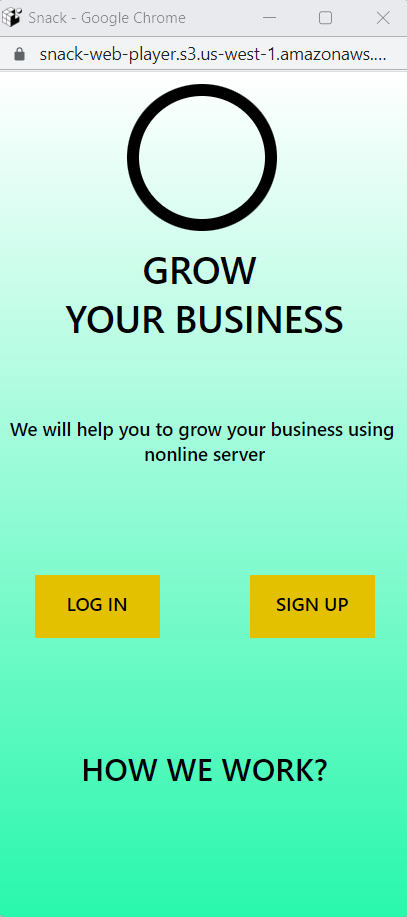 Snack - Google Chrome
snack-web-player.s3.us-west-1.amazonaws....
GROW
YOUR BUSINESS
We will help you to grow your business using
nonline server
LOG IN
SIGN UP
HOW WE WORK?